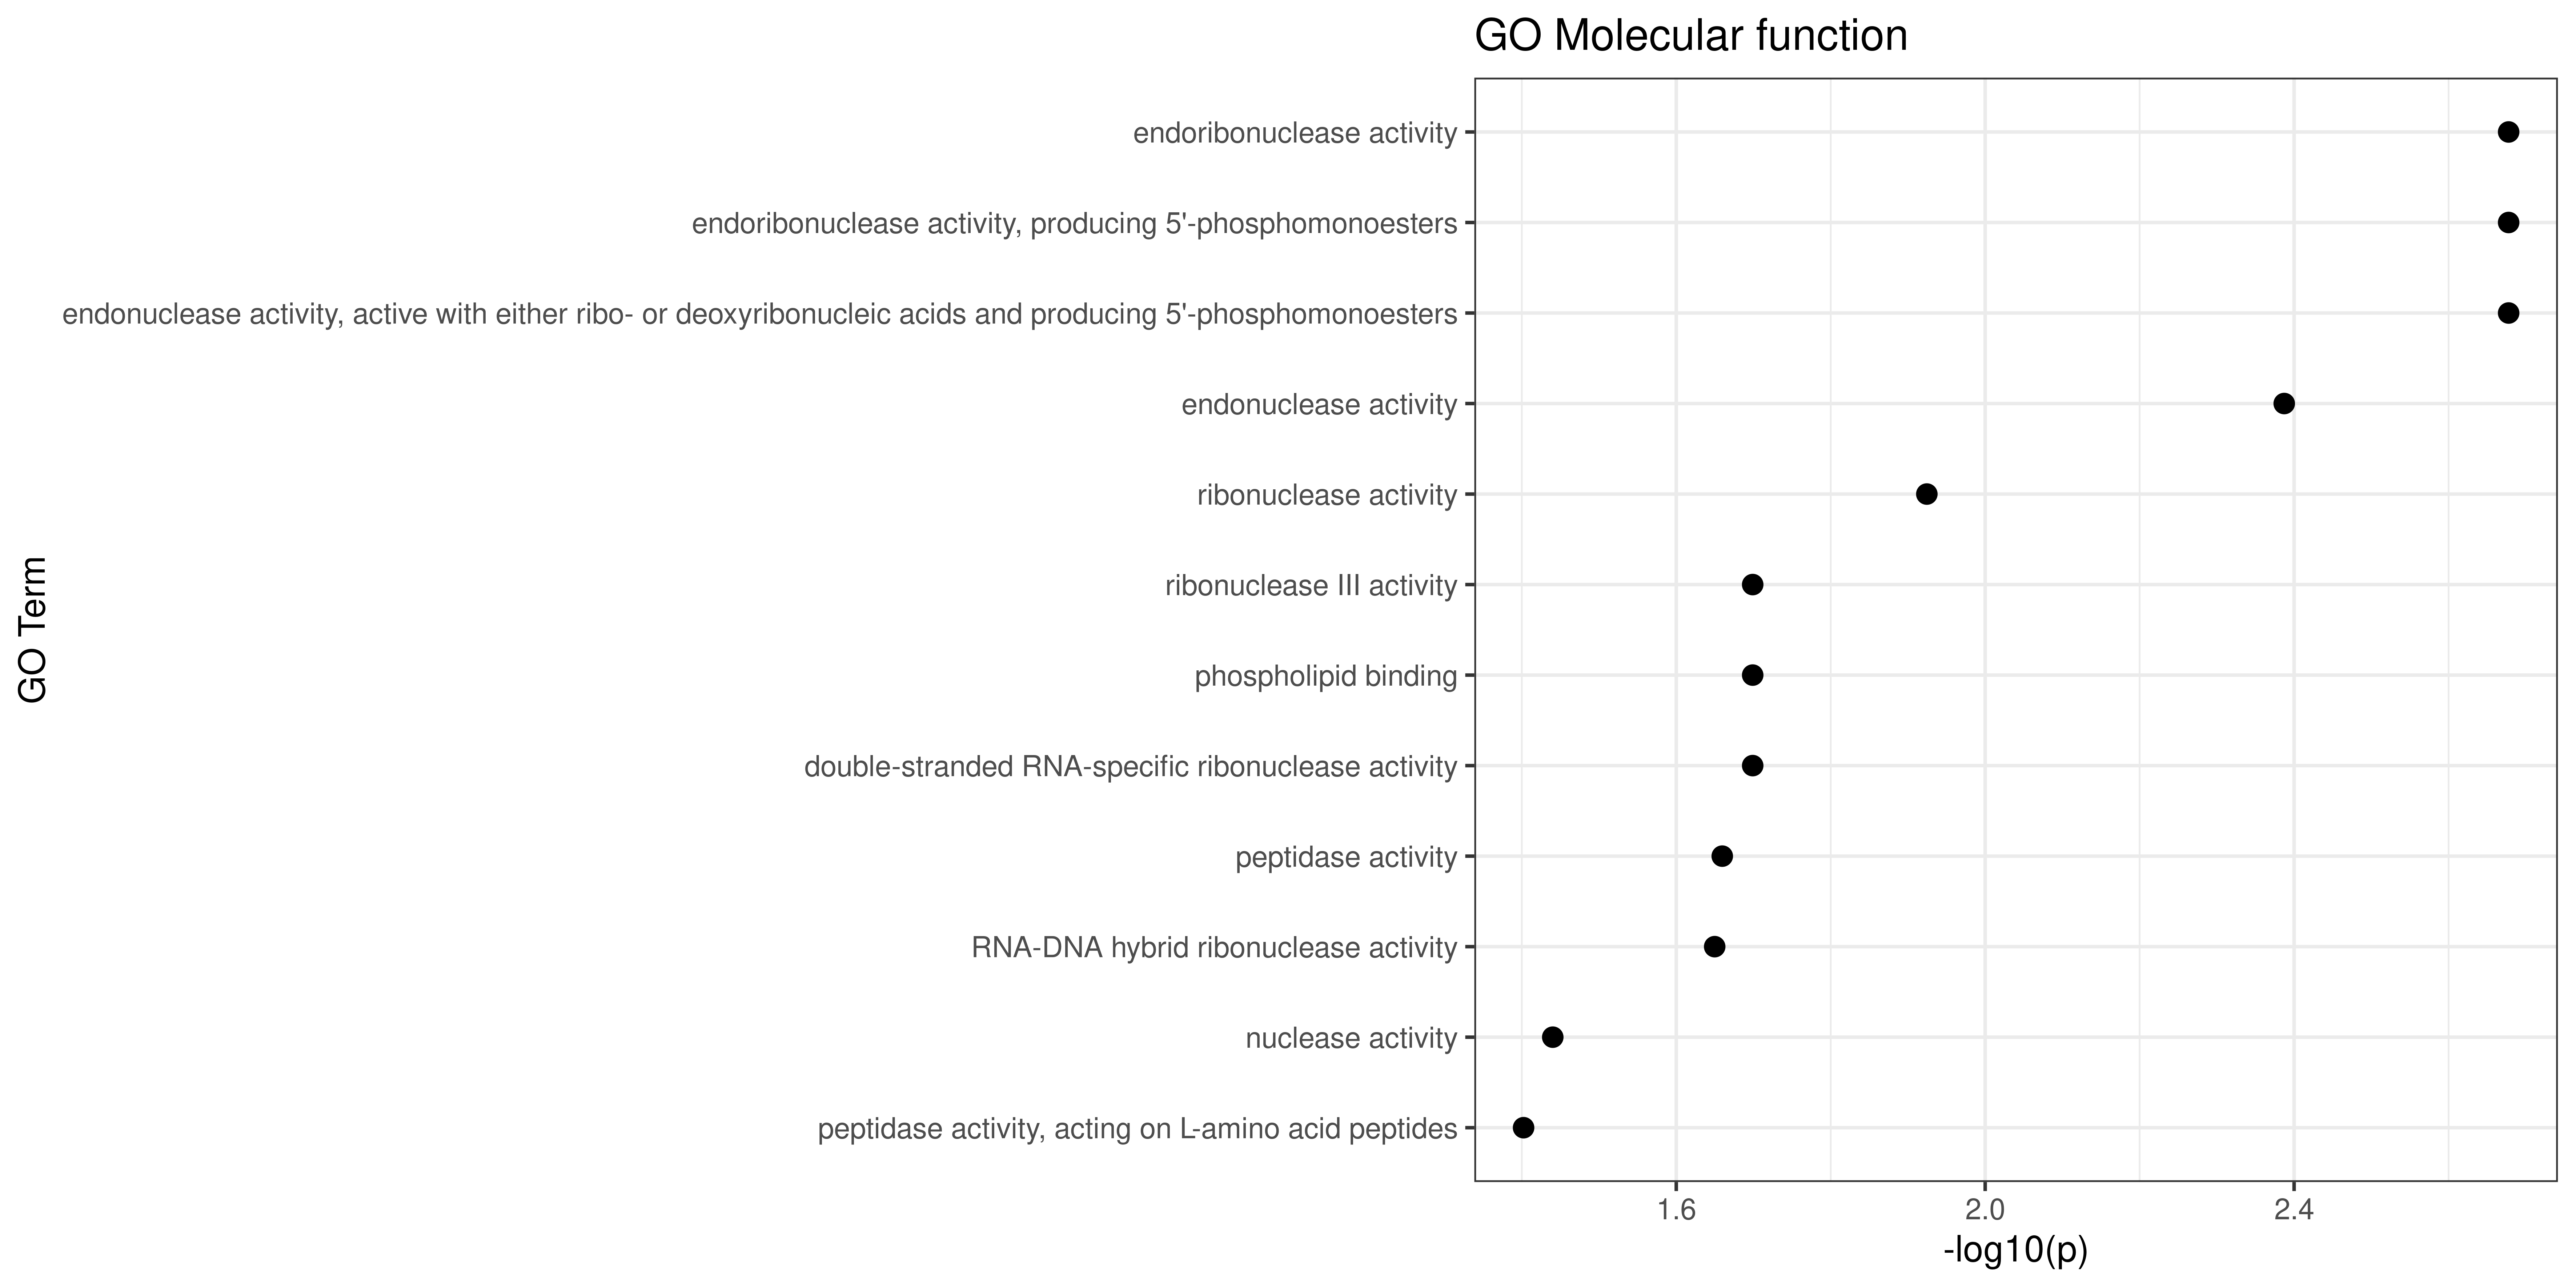 GO Molecular function
endoribonuclease activity
endoribonuclease activity, producing 5'-phosphomonoesters
endonuclease activity, active with either ribo- or deoxyribonucleic acids and producing 5'-phosphomonoesters
endonuclease activity
ribonuclease activity
ribonuclease III activity
phospholipid binding
double-stranded RNA-specific ribonuclease activity
peptidase activity
RNA-DNA hybrid ribonuclease activity
nuclease activity
peptidase activity, acting on L-amino acid peptides
GO Term
1.6 2.0 2.4
-log10(p)